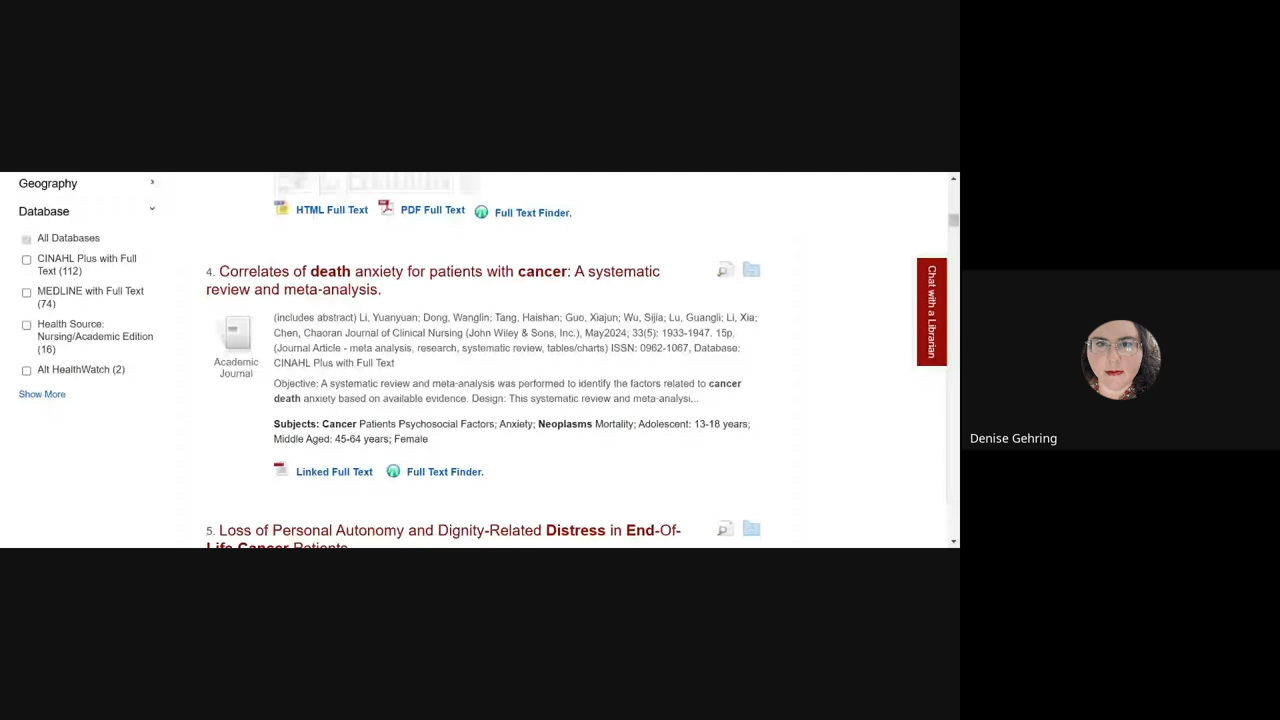 Geography
Database
All Databases
CINAHL Plus with Full
Text (112)
MEDLINE with Full Text
(74)
Health Source:
Nursing/Academic Edition
(16)
Alt HealthWatch (2)
Show More
HTML Full Text
PDF Full Text
Full Text Finder.
4. Correlates of death anxiety for patients with cancer: A systematic
review and meta-analysis.
Academic
Journal
(includes abstract) Li, Yuanyuan; Dong, Wanglin; Tang, Haishan; Guo, Xiajun; Wu, Sijia; Lu, Guangli; Li, Xia;
Chen, Chaoran Journal of Clinical Nursing (John Wiley & Sons, Inc.), May2024; 33(5): 1933-1947. 15p.
(Journal Article - meta analysis, research, systematic review, tables/charts) ISSN: 0962-1067, Database:
CINAHL Plus with Full Text
Objective: A systematic review and meta-analysis was performed to identify the factors related to cancer
death anxiety based on available evidence. Design: This systematic review and meta-analysi...
Subjects: Cancer Patients Psychosocial Factors; Anxiety; Neoplasms Mortality; Adolescent: 13-18 years;
Middle Aged: 45-64 years; Female
Linked Full Text
Full Text Finder.
5. Loss of Personal Autonomy and Dignity-Related Distress in End-Of-
Life Cancer Patients
Chat with a Librarian
Denise Gehring